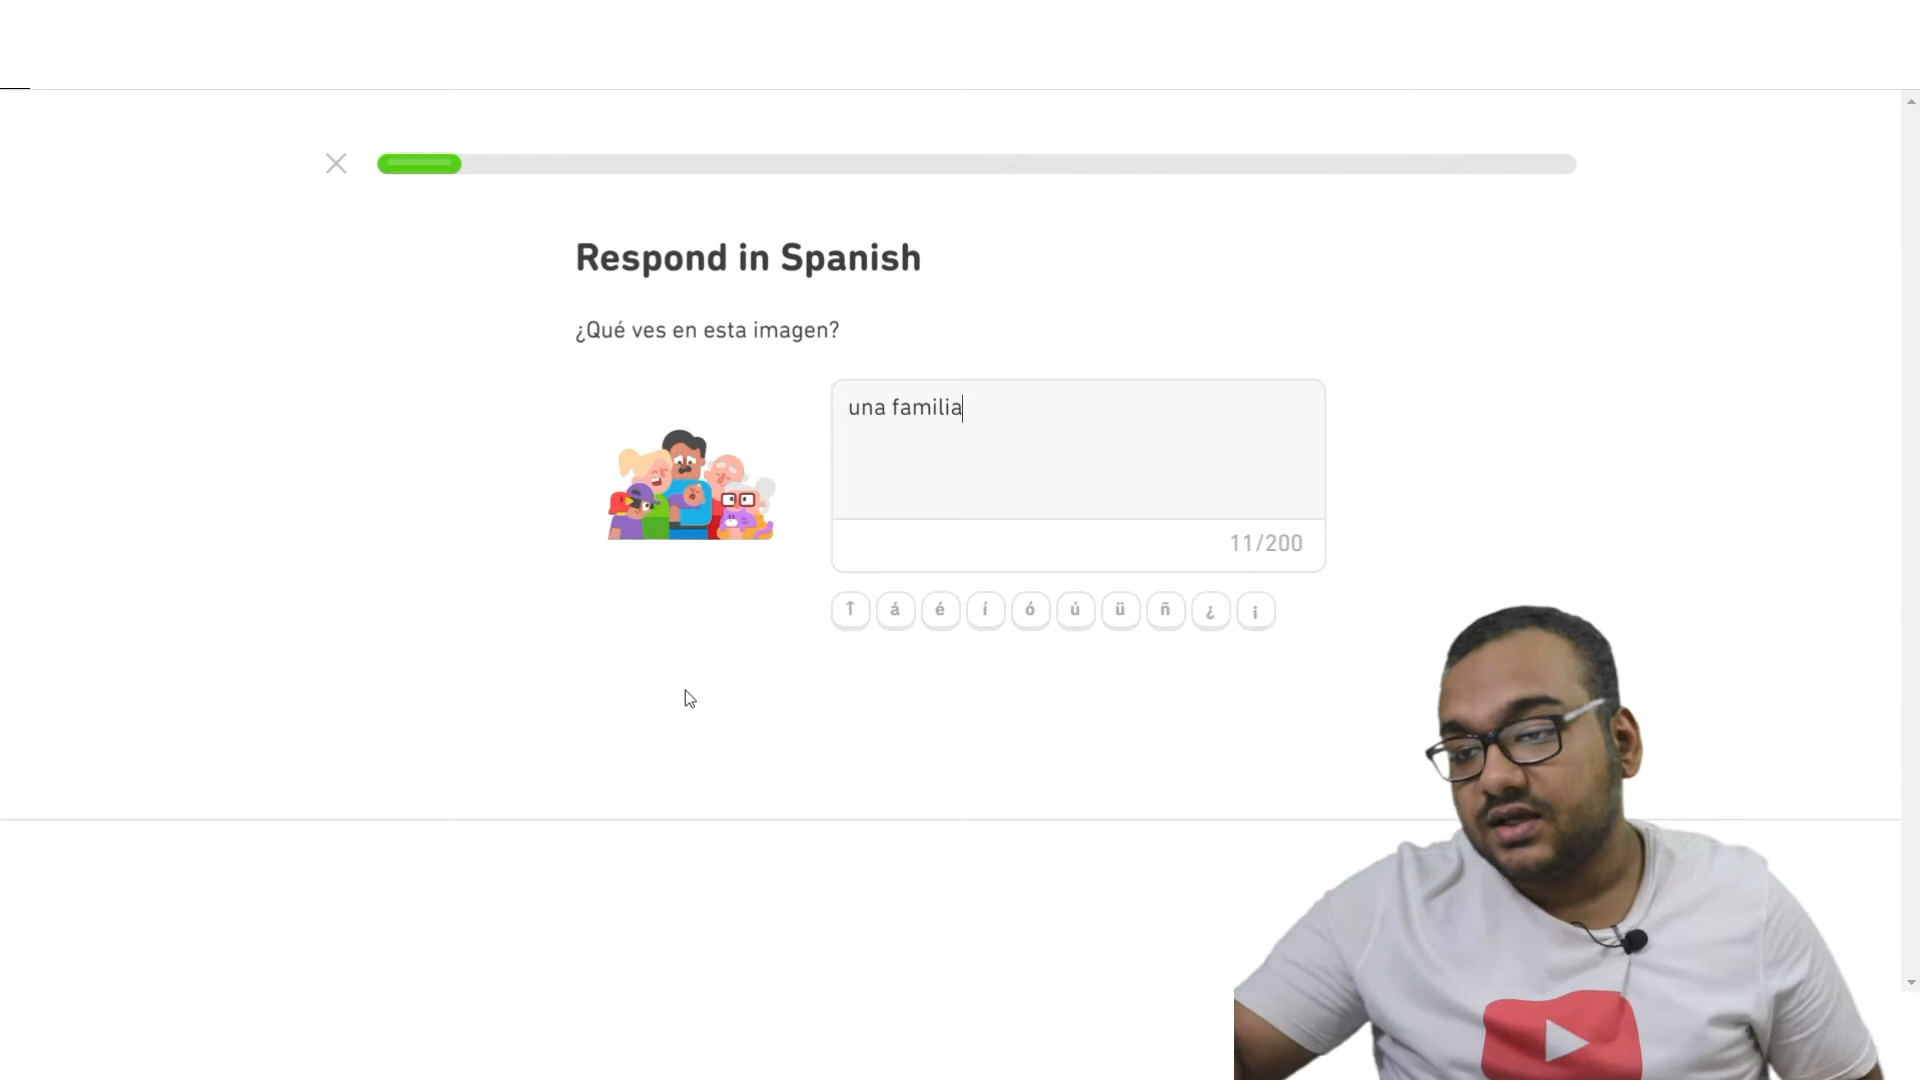 Respond in Spanish
¿Qué ves en esta imagen?
una familia
11/200
↑ á é í ó ú ü ñ ¿ ¡